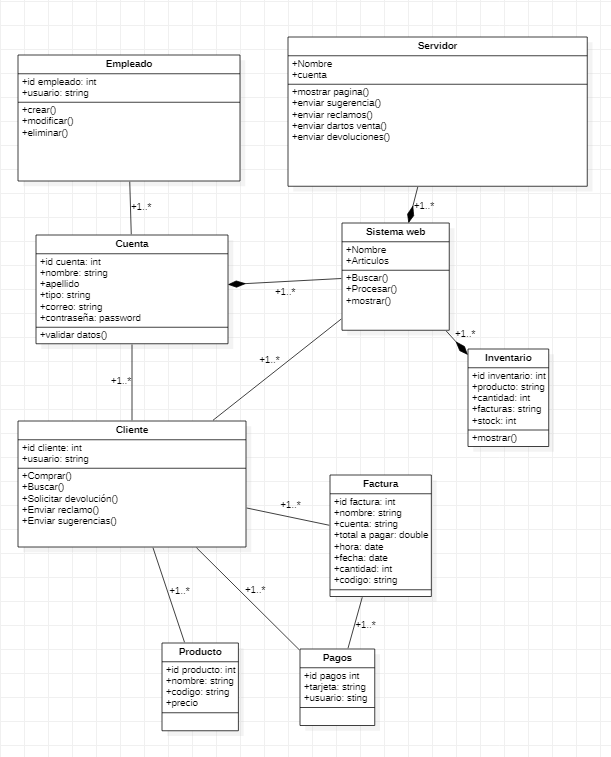 Empleado
+id empleado: int
+usuario: string
+crear()
+modificar()
+eliminar()
Servidor
+Nombre
+cuenta
+mostrar pagina()
+enviar sugerencia()
+enviar reclamos()
+enviar dartos venta()
+enviar devoluciones()
+1..*
+1..*
Cuenta
+id cuenta: int
+nombre: string
+apellido
+tipo: string
+correo: string
+contraseña: password
+validar datos()
Sistema web
+Nombre
+Articulos
+Buscar()
+Procesar()
+mostrar()
+1..*
+1..*
+1..*
+1..*
Inventario
+id inventario: int
+producto: string
+cantidad: int
+facturas: string
+stock: int
+mostrar()
Cliente
+id cliente: int
+usuario: string
+Comprar()
+Buscar()
+Solicitar devolución()
+Enviar reclamo()
+Enviar sugerencias()
+1..*
Factura
+id factura: int
+nombre: string
+cuenta: string
+total a pagar: double
+hora: date
+fecha: date
+cantidad: int
+codigo: string
+1..*
+1..*
+1..*
Producto
+id producto: int
+nombre: string
+codigo: string
+precio
Pagos
+id pagos int
+tarjeta: string
+usuario: sting